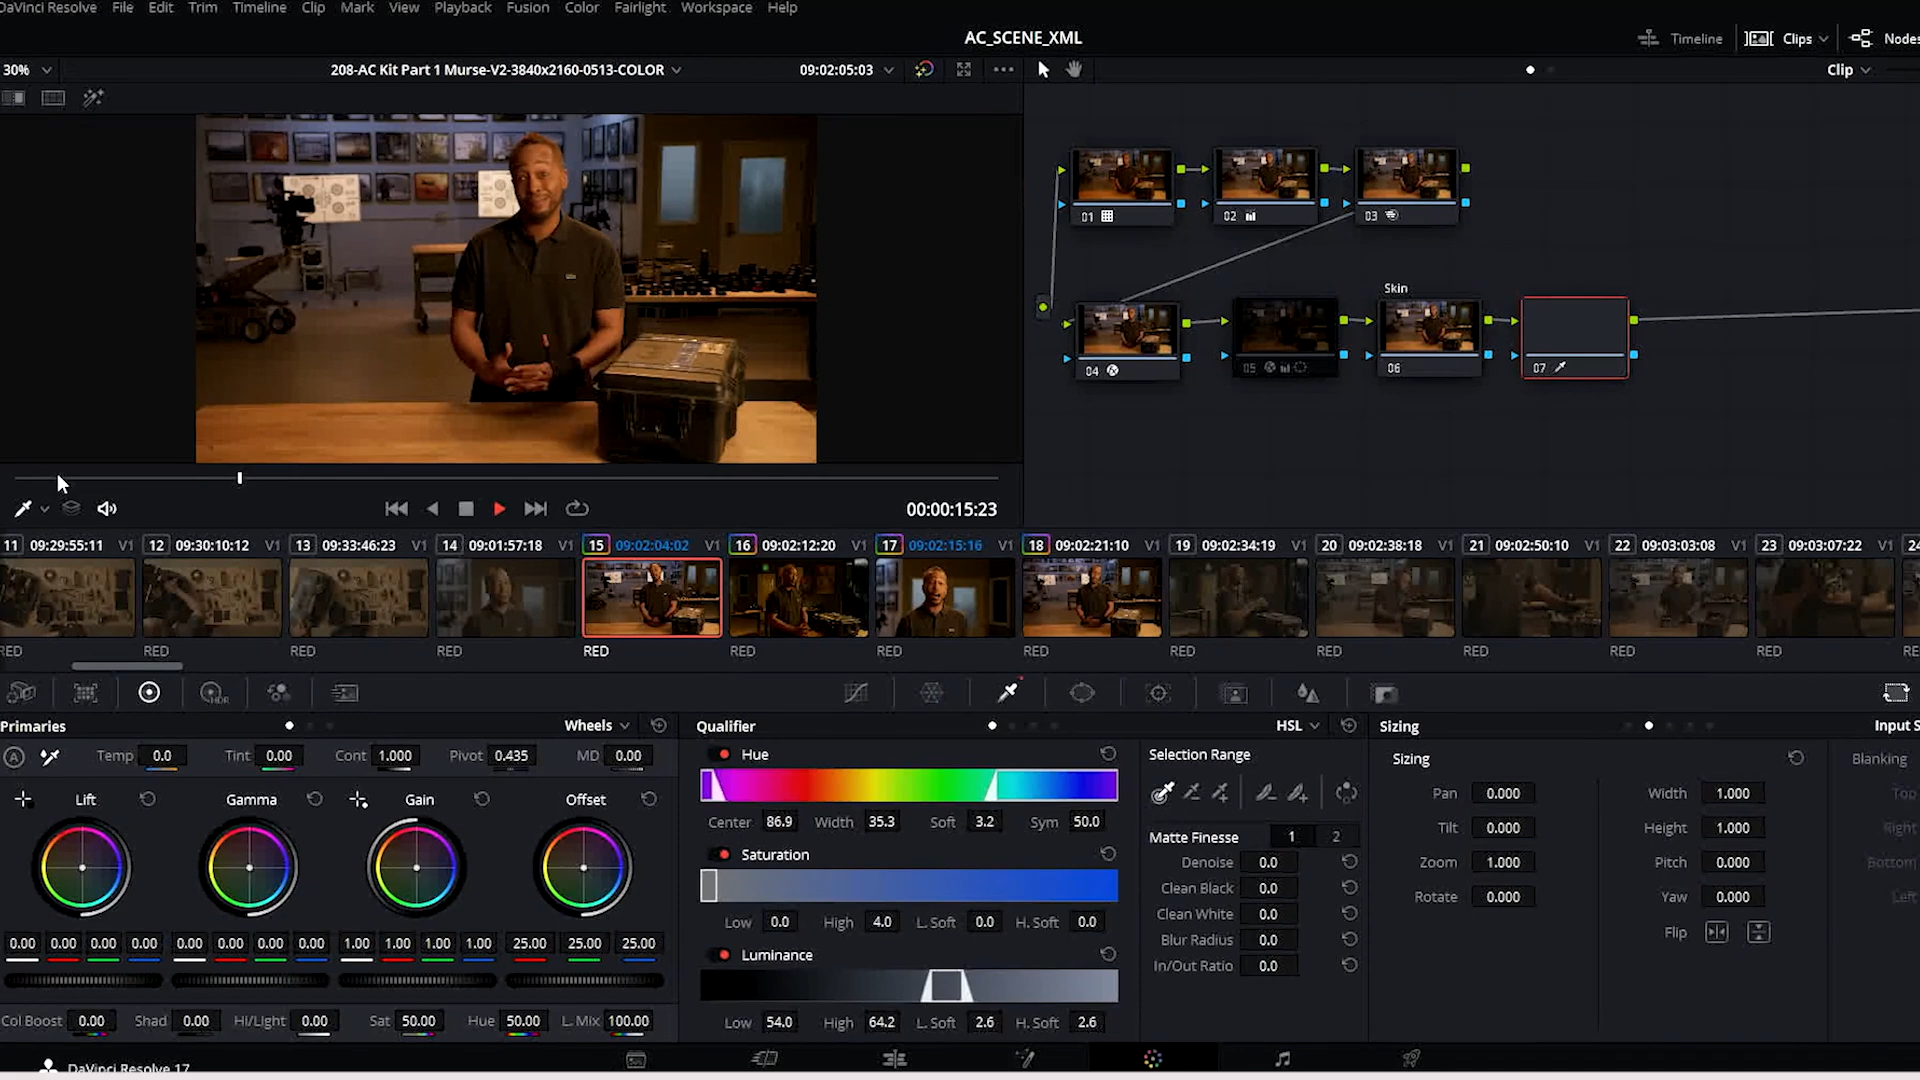 DaVinci Resolve File Edit Trim Timeline Clip Mark View Playback Fusion Color Fairlight Workspace Help
AC_SCENE_XML
Timeline Clips Nodes
30% 208-AC Kit Part 1 Murse-V2-3840x2160-0513-COLOR 09:02:05:03 Clip
01 02 03
Skin
04 05 06 07
00:00:15:23
11 09:29:55:11 V1 12 09:30:10:12 V1 13 09:33:46:23 V1 14 09:01:57:18 V1 15 09:02:04:02 V1 16 09:02:12:20 V1 17 09:02:15:16 V1 18 09:02:21:10 V1 19 09:02:34:19 V1 20 09:02:38:18 V1 21 09:02:50:10 V1 22 09:03:03:08 V1 23 09:03:07:22 V1
RED RED RED RED RED RED RED RED RED RED RED RED RED
Primaries Wheels Qualifier HSL Sizing Input S
Temp 0.0 Tint 0.00 Cont 1.000 Pivot 0.435 MD 0.00 Hue Selection Range Sizing Blanking
Lift Gamma Gain Offset Pan 0.000 Width 1.000 Top
Center 86.9 Width 35.3 Soft 3.2 Sym 50.0 Matte Finesse 1 2 Tilt 0.000 Height 1.000 Right
Saturation Denoise 0.0 Zoom 1.000 Pitch 0.000 Bottom
Clean Black 0.0 Rotate 0.000 Yaw 0.000 Left
Low 0.0 High 4.0 L. Soft 0.0 H. Soft 0.0 Clean White 0.0 Flip
0.00 0.00 0.00 0.00 0.00 0.00 0.00 0.00 1.00 1.00 1.00 1.00 25.00 25.00 25.00 Luminance Blur Radius 0.0
In/Out Ratio 0.0
Col Boost 0.00 Shad 0.00 Hi/Light 0.00 Sat 50.00 Hue 50.00 L. Mix 100.00 Low 54.0 High 64.2 L. Soft 2.6 H. Soft 2.6
DaVinci Resolve 17